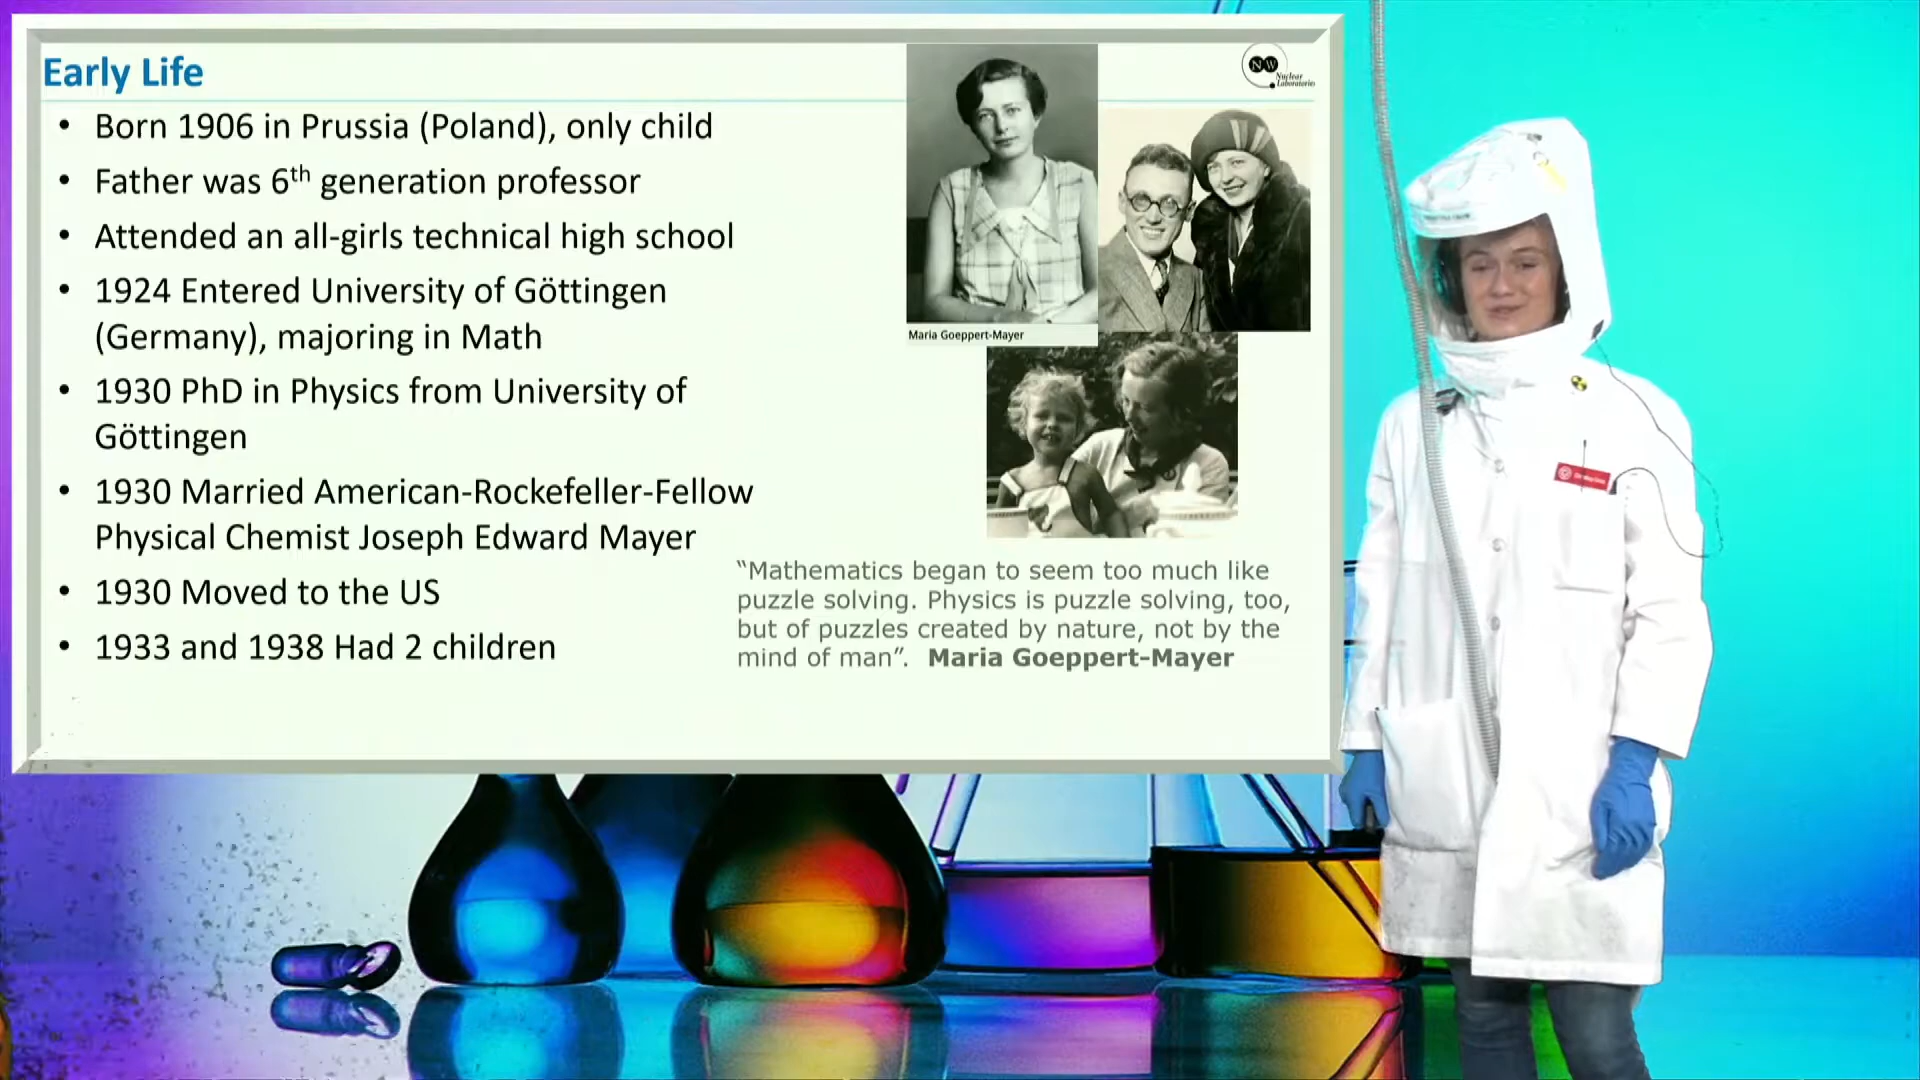 Early Life
• Born 1906 in Prussia (Poland), only child
• Father was 6th generation professor
• Attended an all-girls technical high school
• 1924 Entered University of Göttingen
(Germany), majoring in Math
• 1930 PhD in Physics from University of
Göttingen
• 1930 Married American-Rockefeller-Fellow
Physical Chemist Joseph Edward Mayer
• 1930 Moved to the US
• 1933 and 1938 Had 2 children
NW
Nuclear
Laboratories
Maria Goeppert-Mayer
“Mathematics began to seem too much like
puzzle solving. Physics is puzzle solving, too,
but of puzzles created by nature, not by the
mind of man”. Maria Goeppert-Mayer